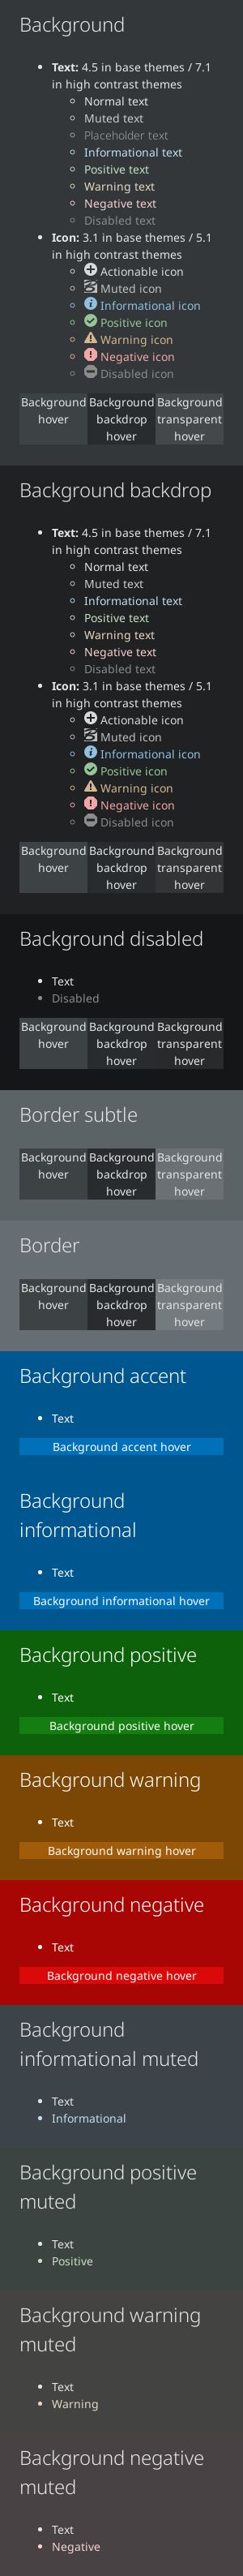 Background
Text: 4.5 in base themes / 7.1
in high contrast themes
Normal text
Muted text
Placeholder text
Informational text
Positive text
Warning text
Negative text
Disabled text
Icon: 3.1 in base themes / 5.1
in high contrast themes
Actionable icon
Muted icon
Informational icon
Positive icon
Warning icon
Negative icon
Disabled icon
Background Background Background
hover backdrop transparent
hover hover
Background backdrop
Text: 4.5 in base themes / 7.1
in high contrast themes
Normal text
Muted text
Informational text
Positive text
Warning text
Negative text
Disabled text
Icon: 3.1 in base themes / 5.1
in high contrast themes
Actionable icon
Muted icon
Informational icon
Positive icon
Warning icon
Negative icon
Disabled icon
Background Background Background
hover backdrop transparent
hover hover
Background disabled
Text
Disabled
Background Background Background
hover backdrop transparent
hover hover
Border subtle
Background Background Background
hover backdrop transparent
hover hover
Border
Background Background Background
hover backdrop transparent
hover hover
Background accent
Text
Background accent hover
Background
informational
Text
Background informational hover
Background positive
Text
Background positive hover
Background warning
Text
Background warning hover
Background negative
Text
Background negative hover
Background
informational muted
Text
Informational
Background positive
muted
Text
Positive
Background warning
muted
Text
Warning
Background negative
muted
Text
Negative